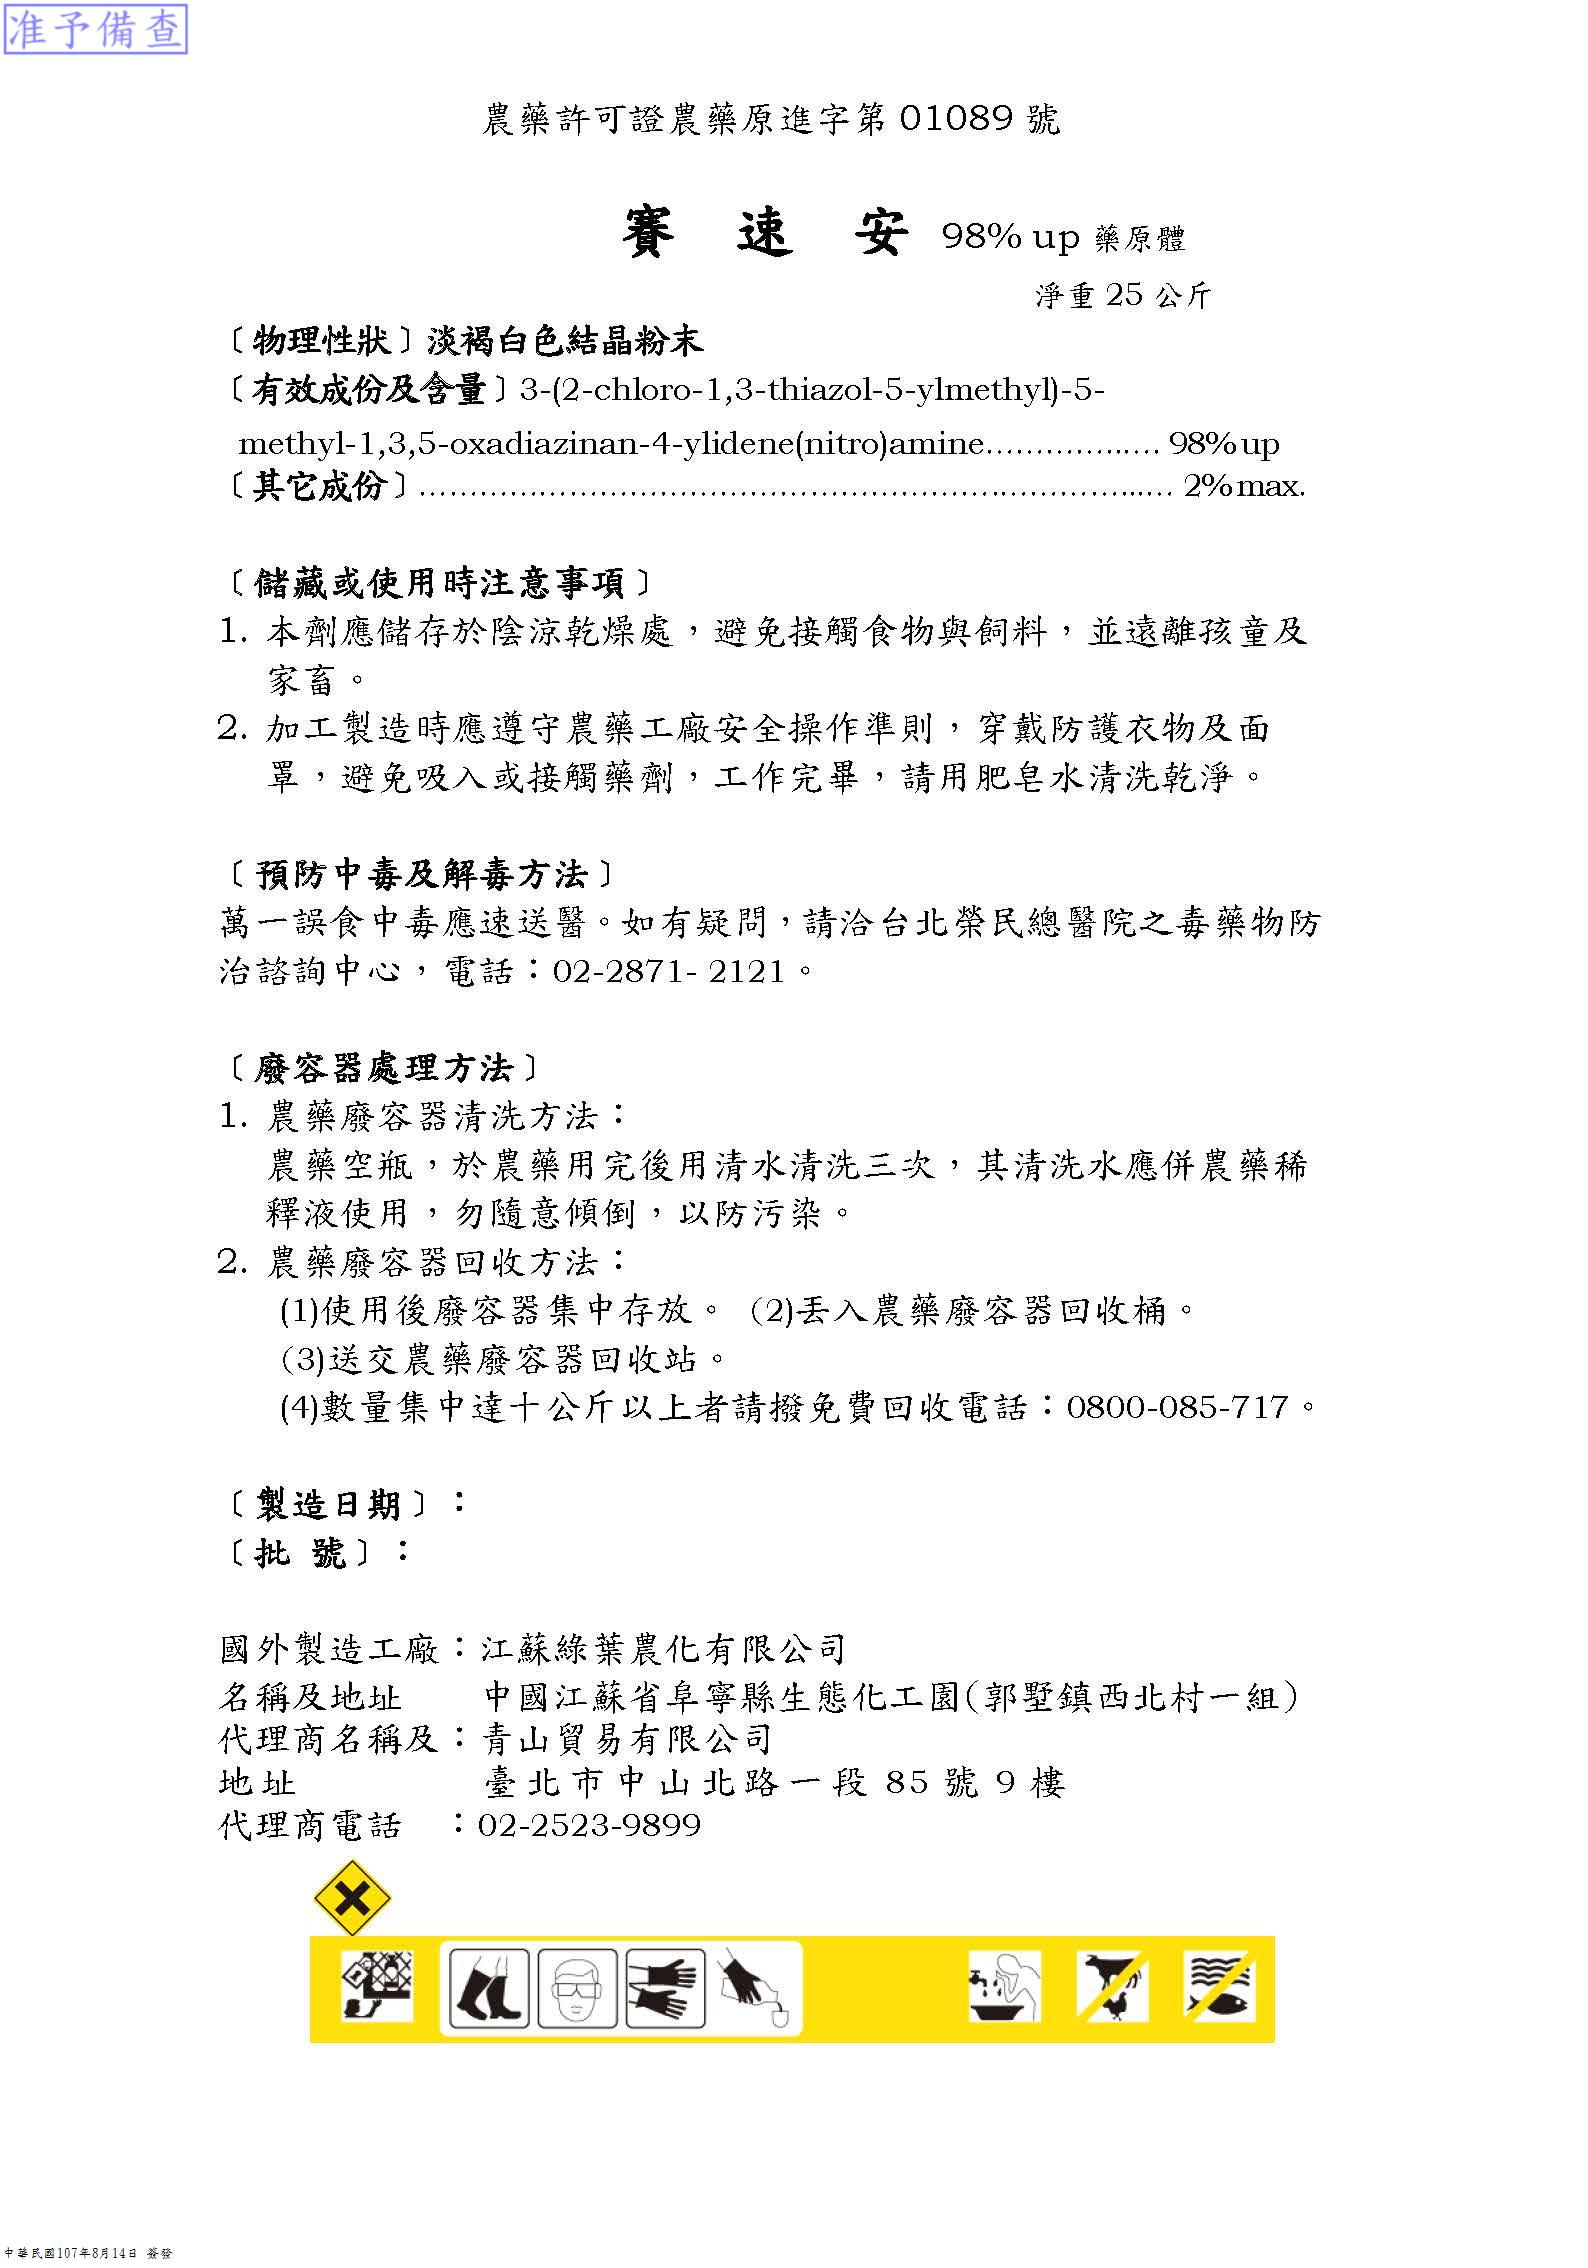 准予備查
農藥許可證農藥原進字第 01089 號
賽 速 安 98% up 藥原體
淨重 25 公斤
〔物理性狀〕淡褐白色結晶粉末
〔有效成份及含量〕3-(2-chloro-1,3-thiazol-5-ylmethyl)-5-
methyl-1,3,5-oxadiazinan-4-ylidene(nitro)amine................. 98%up
〔其它成份〕........................................................................... 2%max.
〔儲藏或使用時注意事項〕
1. 本劑應儲存於陰涼乾燥處，避免接觸食物與飼料，並遠離孩童及
家畜。
2. 加工製造時應遵守農藥工廠安全操作準則，穿戴防護衣物及面
罩，避免吸入或接觸藥劑，工作完畢，請用肥皂水清洗乾淨。
〔預防中毒及解毒方法〕
萬一誤食中毒應速送醫。如有疑問，請洽台北榮民總醫院之毒藥物防
治諮詢中心，電話：02-2871- 2121。
〔廢容器處理方法〕
1. 農藥廢容器清洗方法：
農藥空瓶，於農藥用完後用清水清洗三次，其清洗水應併農藥稀
釋液使用，勿隨意傾倒，以防污染。
2. 農藥廢容器回收方法：
(1)使用後廢容器集中存放。 (2)丟入農藥廢容器回收桶。
(3)送交農藥廢容器回收站。
(4)數量集中達十公斤以上者請撥免費回收電話：0800-085-717。
〔製造日期〕：
〔批 號〕：
國外製造工廠：江蘇綠葉農化有限公司
名稱及地址 中國江蘇省阜寧縣生態化工園(郭墅鎮西北村一組)
代理商名稱及：青山貿易有限公司
地址 臺北市中山北路一段 85 號 9 樓
代理商電話 ：02-2523-9899
中華民國107年8月14日 簽發